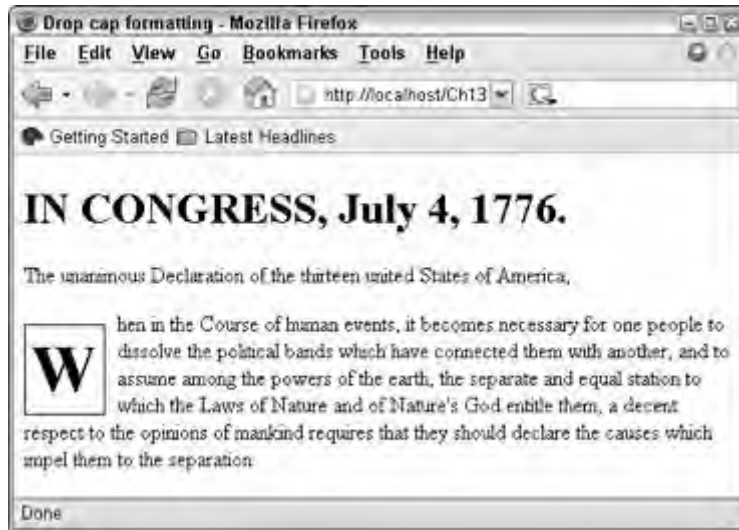 Drop cap formatting - Mozilla Firefox
File Edit View Go Bookmarks Tools Help
http://localhost/Ch13
Getting Started Latest Headlines
IN CONGRESS, July 4, 1776.
The unanimous Declaration of the thirteen united States of America,
When in the Course of human events, it becomes necessary for one people to
dissolve the political bands which have connected them with another, and to
assume among the powers of the earth, the separate and equal station to
which the Laws of Nature and of Nature's God entitle them, a decent
respect to the opinions of mankind requires that they should declare the causes which
impel them to the separation
Done